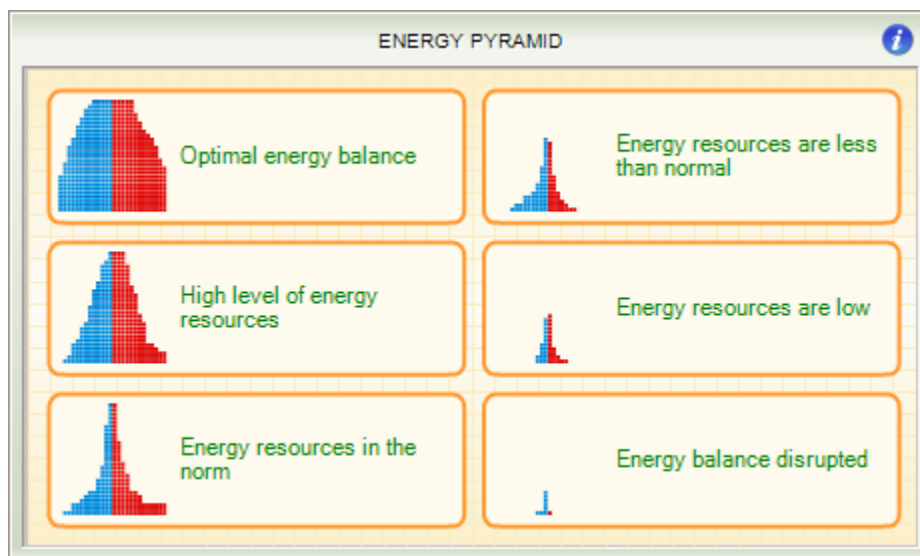 ENERGY PYRAMID
i
Optimal energy balance
Energy resources are less
than normal
High level of energy
resources
Energy resources are low
Energy resources in the
norm
Energy balance disrupted